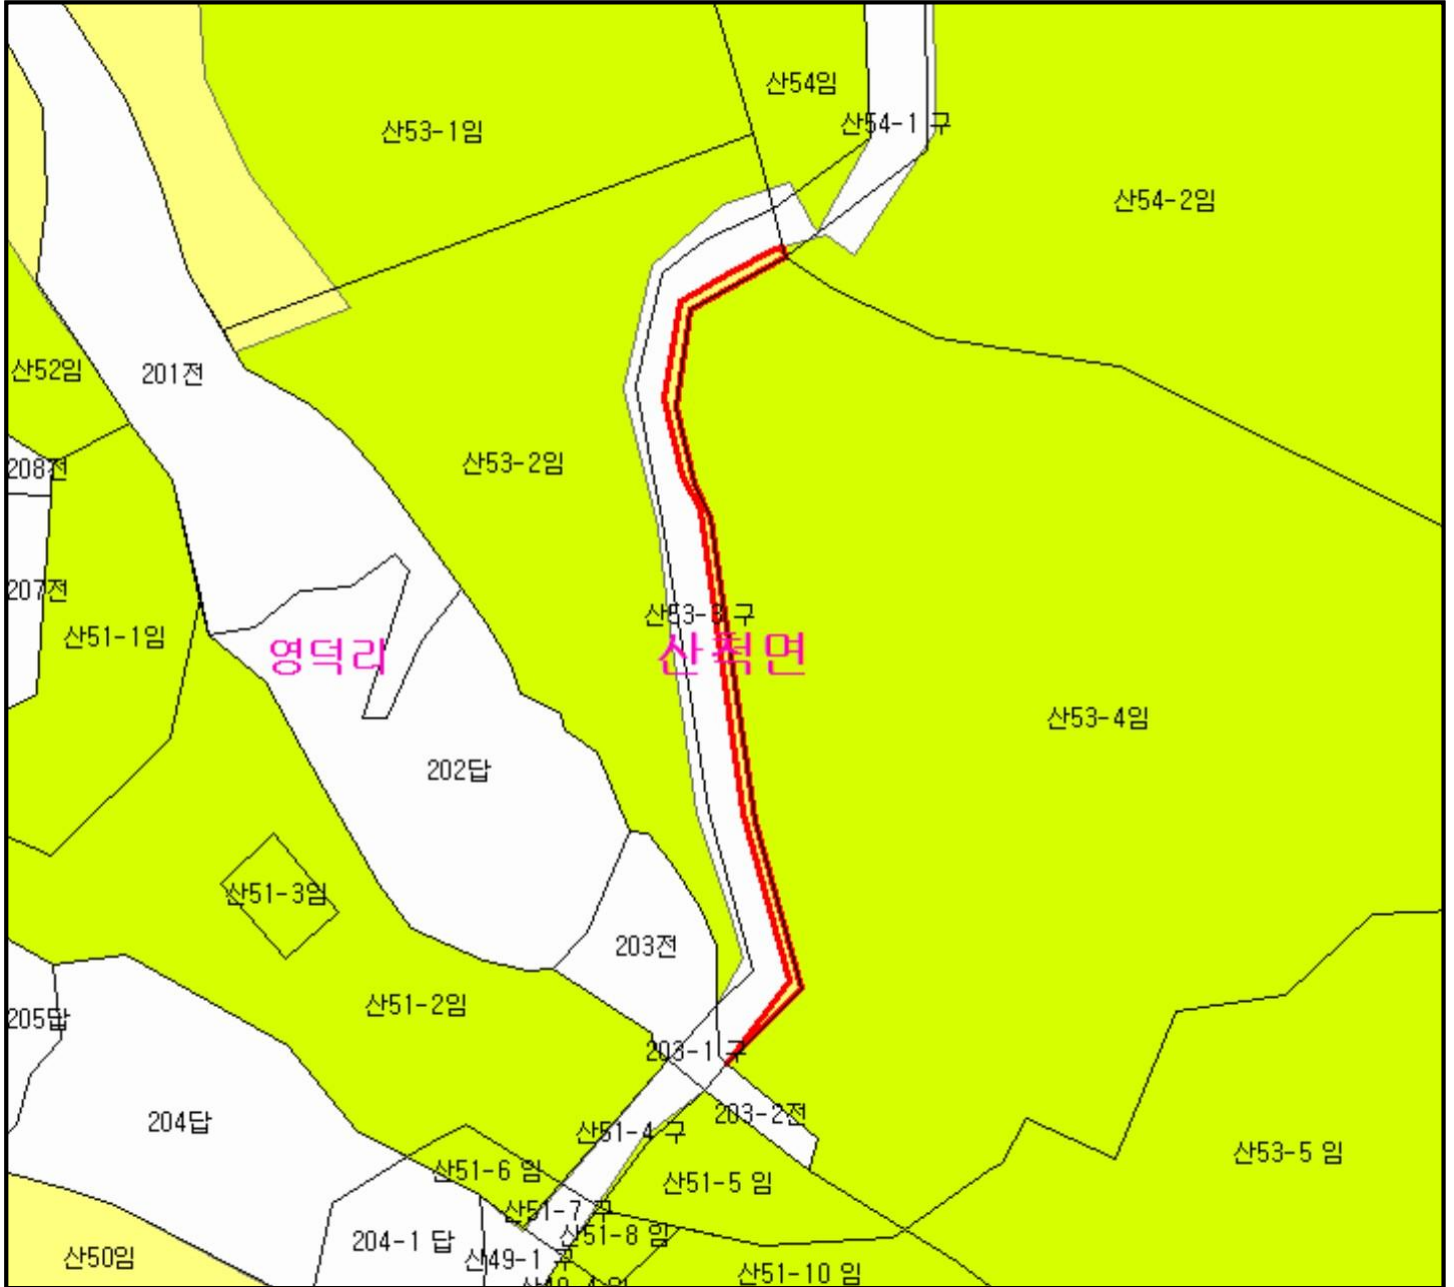 산54임
산53-1임
산54-1 구
산54-2임
산52임
201전
208전
산53-2임
207전
산53-3 구
산51-1임
영덕리
산척면
산53-4임
202답
산51-3임
203전
산51-2임
205답
203-1 구
204답
203-2전
산51-4 구
산53-5 임
산51-6 임
산51-5 임
산51-7 구
산51-8 임
204-1 답
산49-1 구
산50임
산51-10 임